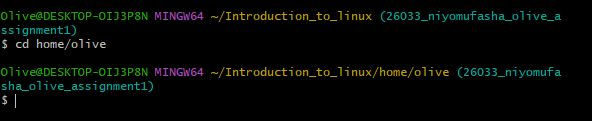 Olive@DESKTOP-OIJ3P8N MINGW64 ~/Introduction_to_linux (26033_niyomufasha_olive_a
ssignment1)
$ cd home/olive
Olive@DESKTOP-OIJ3P8N MINGW64 ~/Introduction_to_linux/home/olive (26033_niyomufa
sha_olive_assignment1)
$